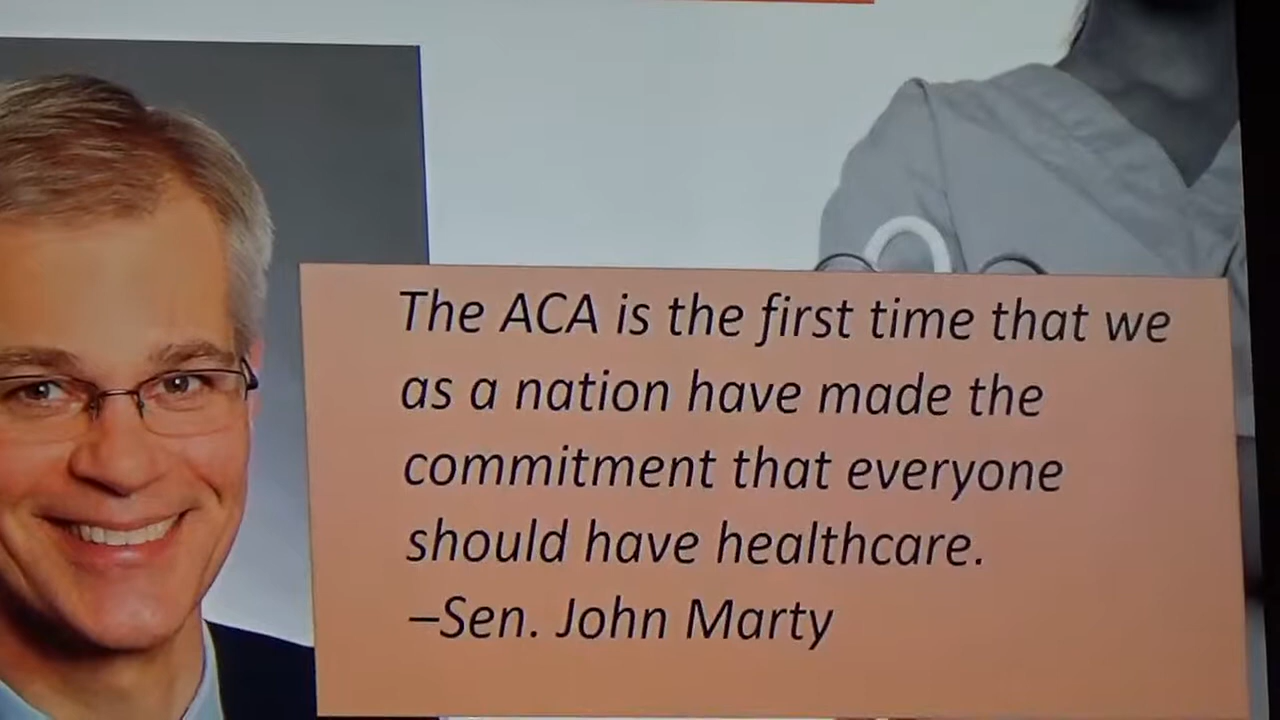 The ACA is the first time that we
as a nation have made the
commitment that everyone
should have healthcare.
–Sen. John Marty